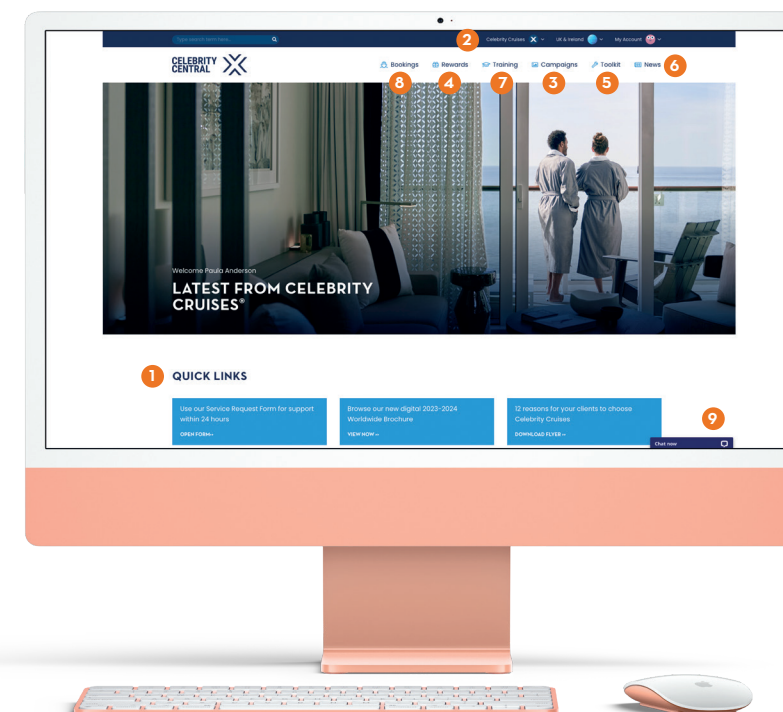 Type search term here...
2
Celebrity Cruises
UK & Ireland
My Account
CELEBRITY
CENTRAL
Bookings
Rewards
Training
Campaigns
Toolkit
News
6
8
4
7
3
5
Welcome Paula Anderson
LATEST FROM CELEBRITY
CRUISES®
1
QUICK LINKS
Use our Service Request Form for support
within 24 hours
OPEN FORM
Browse our new digital 2023-2024
Worldwide Brochure
VIEW NOW
12 reasons for your clients to choose
Celebrity Cruises
DOWNLOAD FLYER
9
Chat now